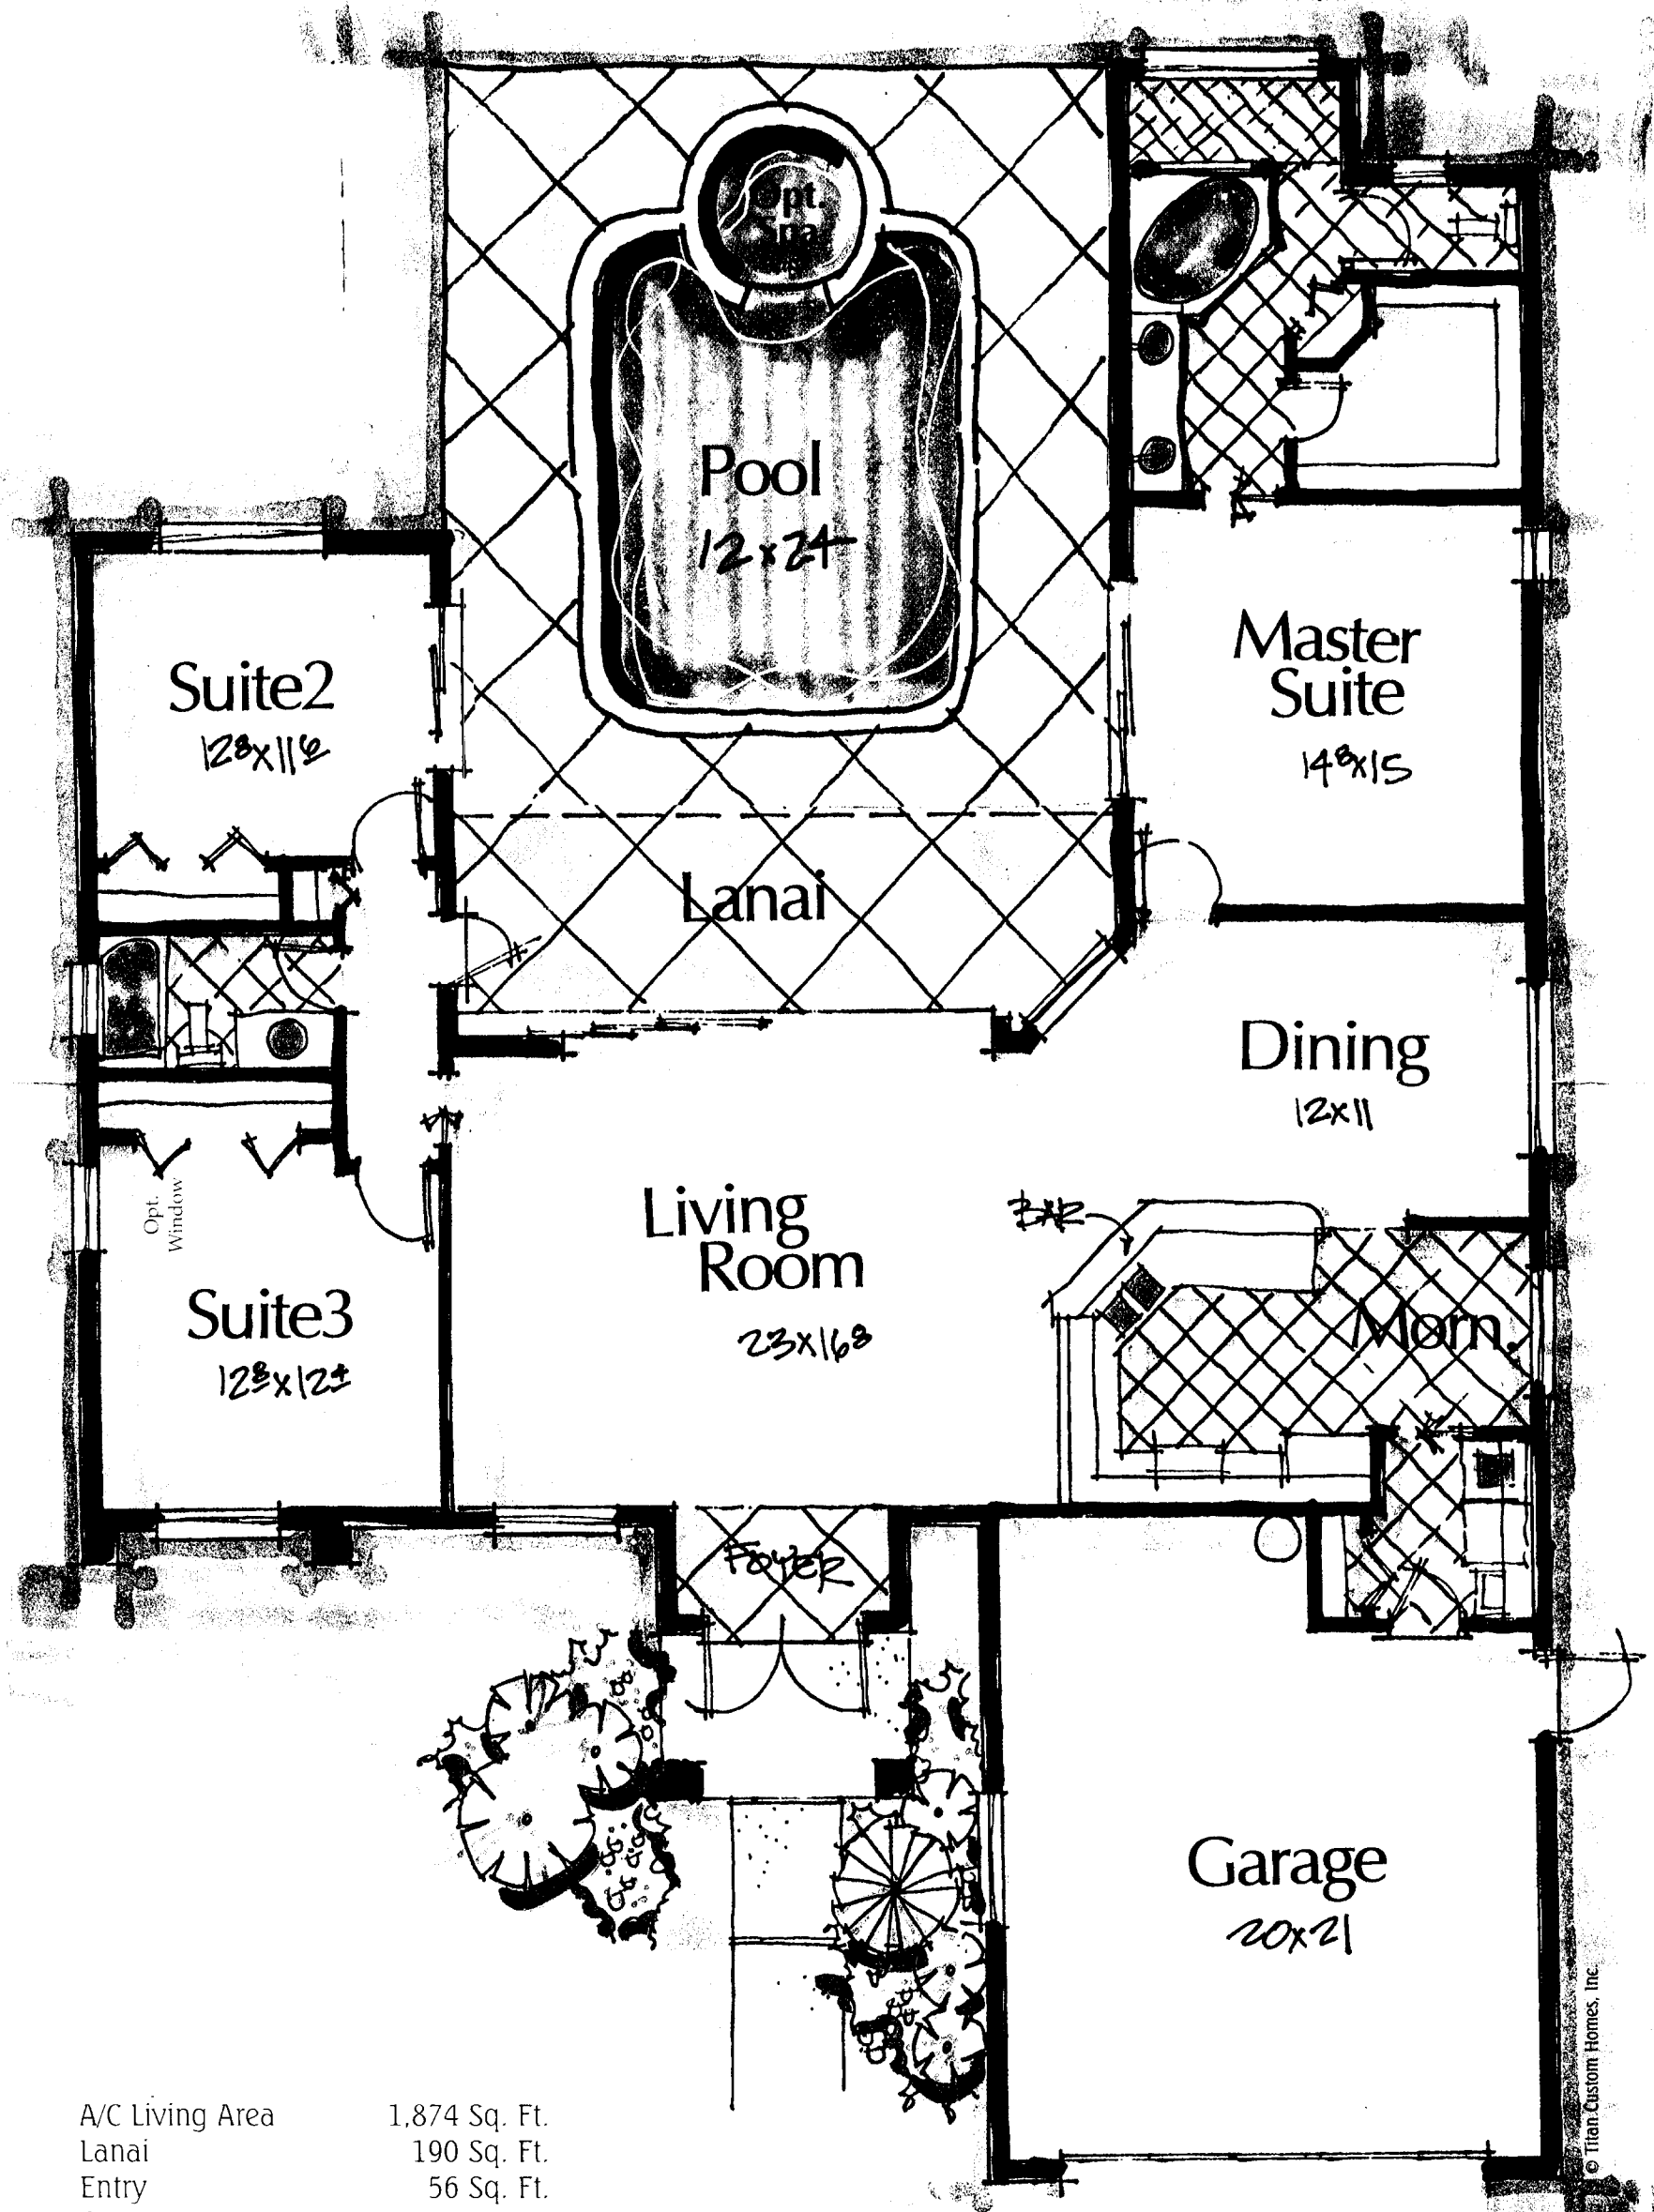 Opt.
Spa
Pool
12x24
Master
Suite
14⁸x15
Suite2
12⁸x11⁶
Lanai
Dining
12x11
BAR
Living
Room
23x16⁸
Opt.
Window
Morn.
Suite3
12⁸x12⁴
FOYER
Garage
20x21
© Titan Custom Homes, Inc.
A/C Living Area 1,874 Sq. Ft.
Lanai 190 Sq. Ft.
Entry 56 Sq. Ft.